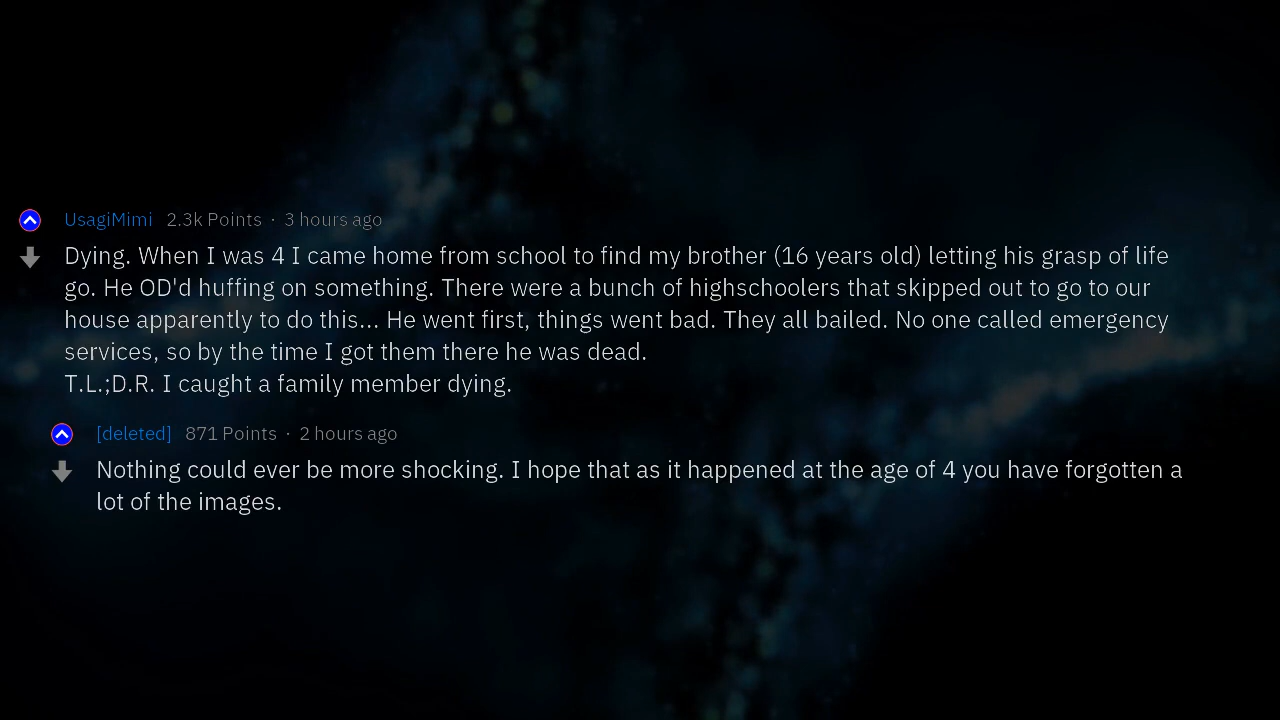 UsagiMimi 2.3k Points · 3 hours ago
Dying. When I was 4 I came home from school to find my brother (16 years old) letting his grasp of life
go. He OD'd huffing on something. There were a bunch of highschoolers that skipped out to go to our
house apparently to do this... He went first, things went bad. They all bailed. No one called emergency
services, so by the time I got them there he was dead.
T.L.;D.R. I caught a family member dying.
[deleted] 871 Points · 2 hours ago
Nothing could ever be more shocking. I hope that as it happened at the age of 4 you have forgotten a
lot of the images.